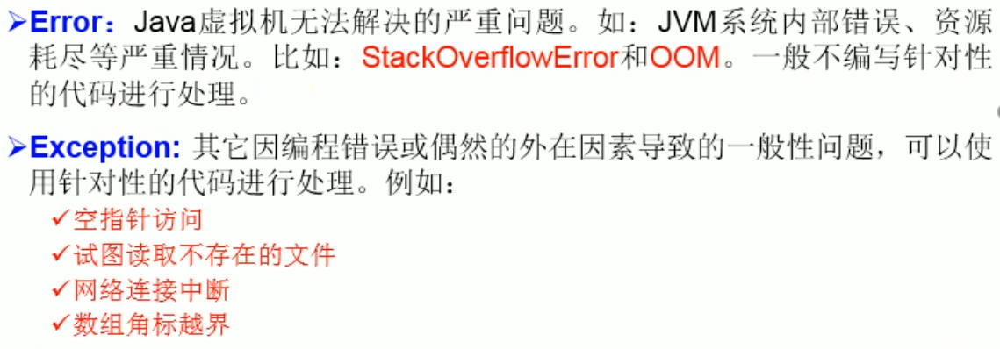 ➢Error：Java虚拟机无法解决的严重问题。如：JVM系统内部错误、资源
耗尽等严重情况。比如：StackOverflowError和OOM。一般不编写针对性
的代码进行处理。
➢Exception: 其它因编程错误或偶然的外在因素导致的一般性问题，可以使
用针对性的代码进行处理。例如：
✓空指针访问
✓试图读取不存在的文件
✓网络连接中断
✓数组角标越界